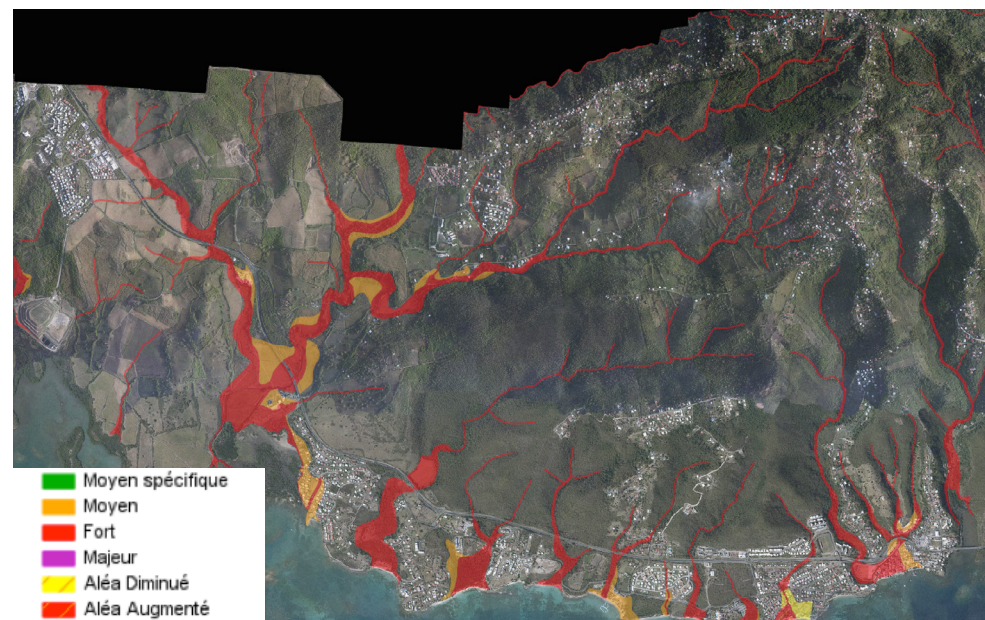 Moyen spécifique
Moyen
Fort
Majeur
Aléa Diminué
Aléa Augmenté